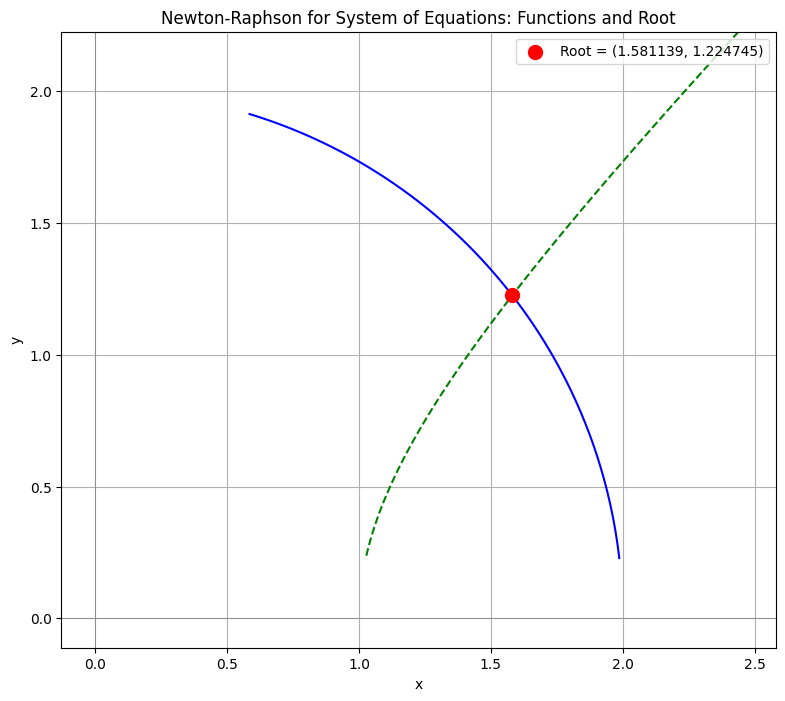 Newton-Raphson for System of Equations: Functions and Root
Root = (1.581139, 1.224745)
2.0
1.5
y
1.0
0.5
0.0
0.0 0.5 1.0 1.5 2.0 2.5
x